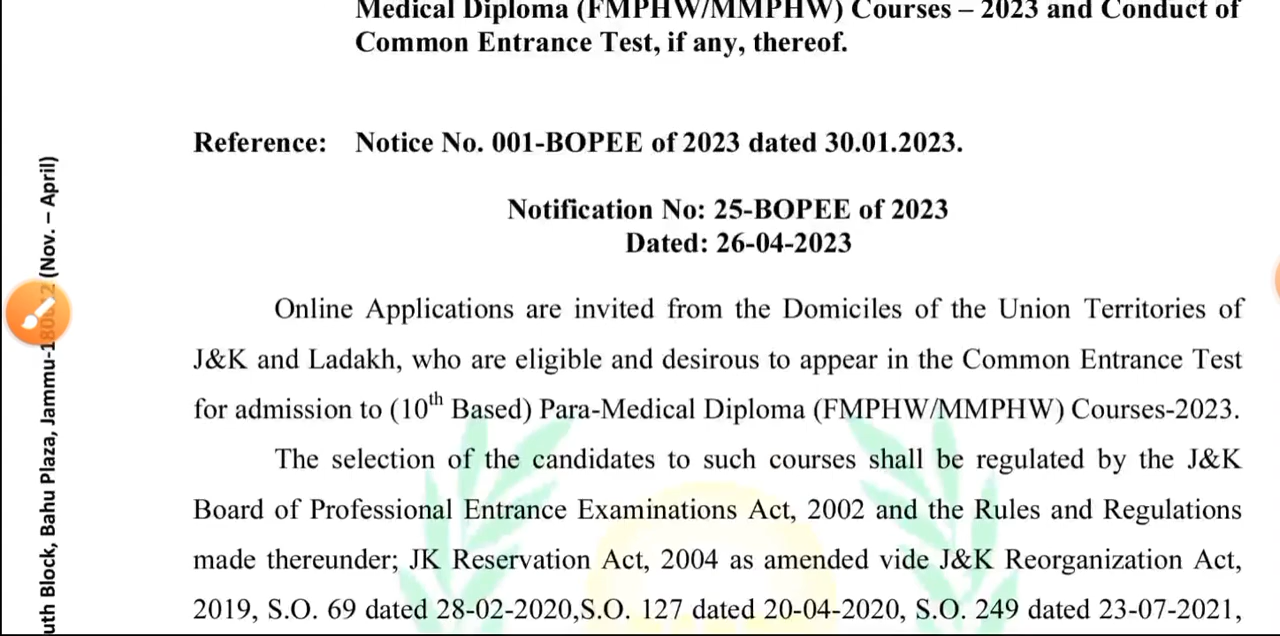 Medical Diploma (FMPHW/MMPHW) Courses – 2023 and Conduct of
Common Entrance Test, if any, thereof.
Reference: Notice No. 001-BOPEE of 2023 dated 30.01.2023.
Notification No: 25-BOPEE of 2023
Dated: 26-04-2023
Online Applications are invited from the Domiciles of the Union Territories of
J&K and Ladakh, who are eligible and desirous to appear in the Common Entrance Test
for admission to (10th Based) Para-Medical Diploma (FMPHW/MMPHW) Courses-2023.
The selection of the candidates to such courses shall be regulated by the J&K
Board of Professional Entrance Examinations Act, 2002 and the Rules and Regulations
made thereunder; JK Reservation Act, 2004 as amended vide J&K Reorganization Act,
2019, S.O. 69 dated 28-02-2020,S.O. 127 dated 20-04-2020, S.O. 249 dated 23-07-2021,
Block, Bahu Plaza, (Nov. – April)